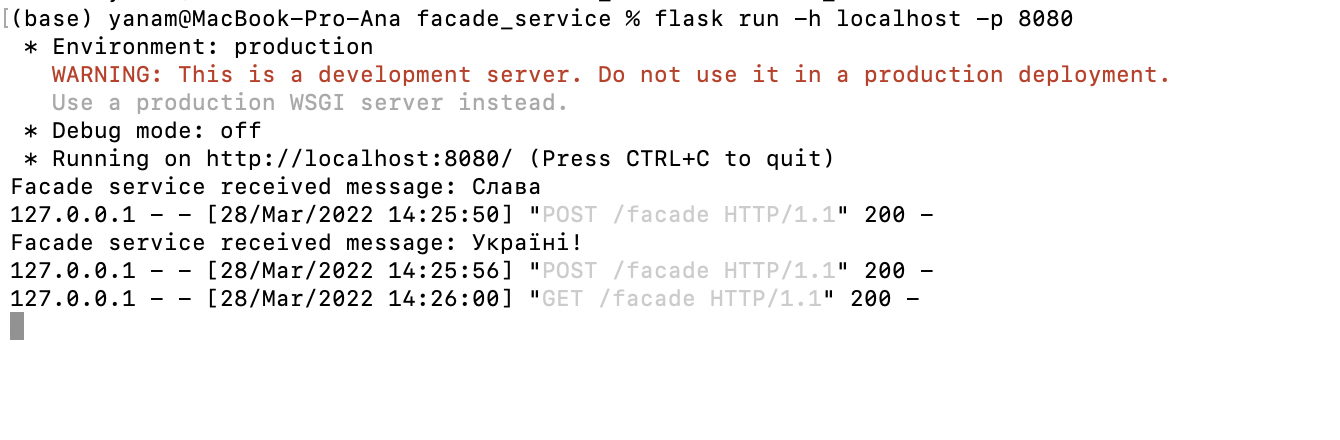 (base) yanam@MacBook-Pro-Ana facade_service % flask run -h localhost -p 8080
* Environment: production
WARNING: This is a development server. Do not use it in a production deployment.
Use a production WSGI server instead.
* Debug mode: off
* Running on http://localhost:8080/ (Press CTRL+C to quit)
Facade service received message: Слава
127.0.0.1 - - [28/Mar/2022 14:25:50] "POST /facade HTTP/1.1" 200 -
Facade service received message: Україні!
127.0.0.1 - - [28/Mar/2022 14:25:56] "POST /facade HTTP/1.1" 200 -
127.0.0.1 - - [28/Mar/2022 14:26:00] "GET /facade HTTP/1.1" 200 -